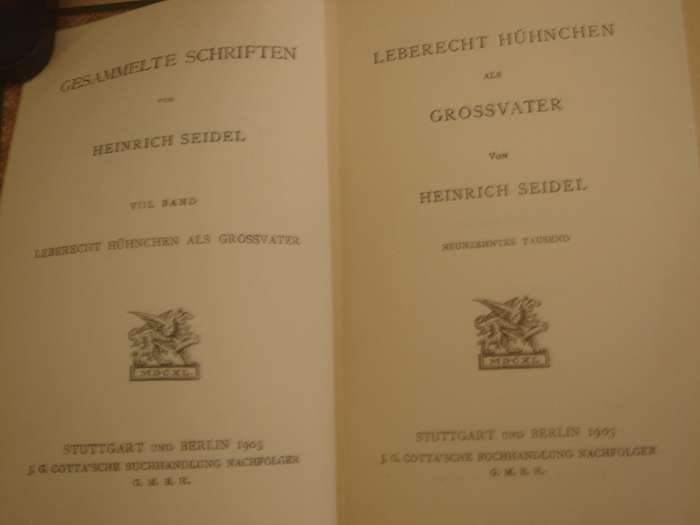 GESAMMELTE SCHRIFTEN
VON
HEINRICH SEIDEL
VIII. BAND
LEBERECHT HÜHNCHEN ALS GROSSVATER
MDCXL
STUTTGART UND BERLIN 1905
J. G. COTTA'SCHE BUCHHANDLUNG NACHFOLGER
G. M. B. H.
LEBERECHT HÜHNCHEN
ALS
GROSSVATER
VON
HEINRICH SEIDEL
NEUNZEHNTES TAUSEND
MDCXL
STUTTGART UND BERLIN 1905
J. G. COTTA'SCHE BUCHHANDLUNG NACHFOLGER
G. M. B. H.